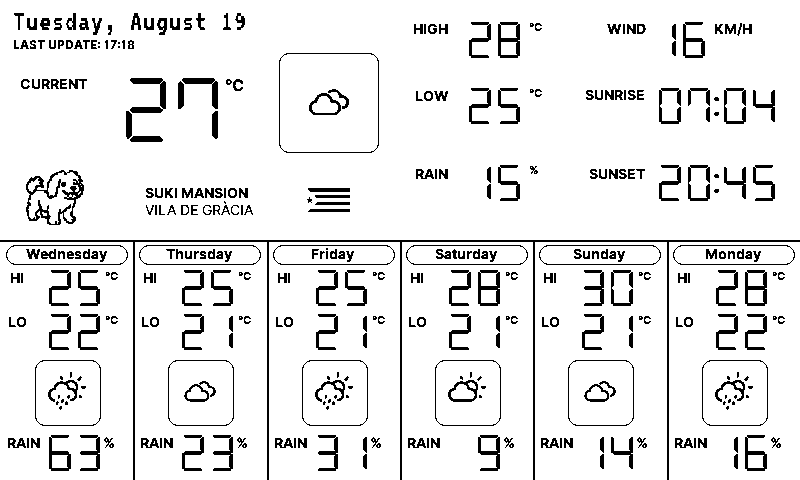 Tuesday, August 19
LAST UPDATE: 17:18
CURRENT 27 °C
HIGH 28 °C
WIND 16 KM/H
LOW 25 °C
SUNRISE 07:04
RAIN 15 %
SUNSET 20:45
SUKI MANSION
VILA DE GRÀCIA
Wednesday
HI 25 °C
LO 22 °C
RAIN 63 %
Thursday
HI 25 °C
LO 21 °C
RAIN 23 %
Friday
HI 25 °C
LO 21 °C
RAIN 31 %
Saturday
HI 28 °C
LO 21 °C
RAIN 9 %
Sunday
HI 30 °C
LO 21 °C
RAIN 14 %
Monday
HI 28 °C
LO 22 °C
RAIN 16 %